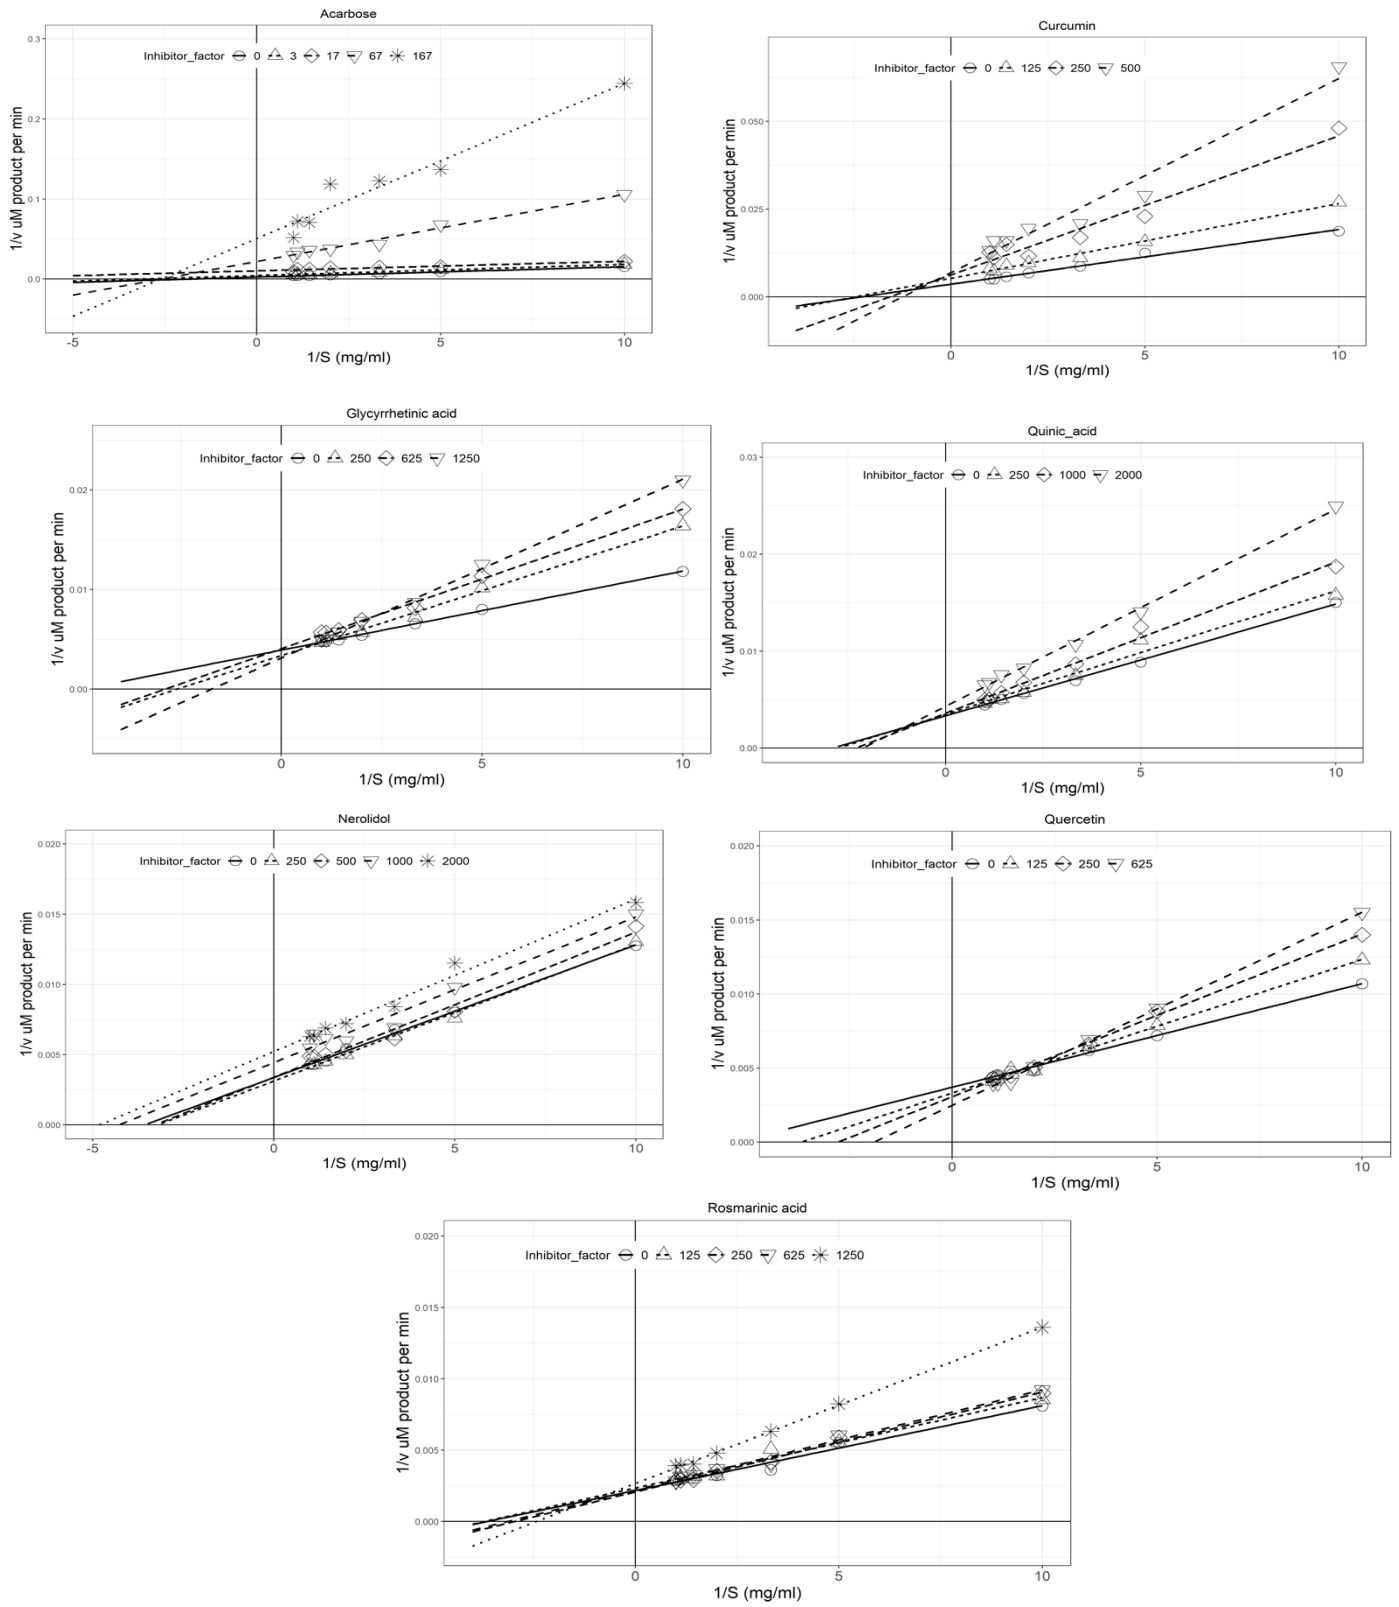 Acarbose
Inhibitor_factor 0 3 17 67 167
0.3
0.2
0.1
0.0
-5 0 5 10
1/v uM product per min
1/S (mg/ml)
Curcumin
Inhibitor_factor 0 125 250 500
0.050
0.025
0.000
0 5 10
1/v uM product per min
1/S (mg/ml)
Glycyrrhetinic acid
Inhibitor_factor 0 250 625 1250
0.02
0.01
0.00
0 5 10
1/v uM product per min
1/S (mg/ml)
Quinic_acid
Inhibitor_factor 0 250 1000 2000
0.03
0.02
0.01
0.00
0 5 10
1/v uM product per min
1/S (mg/ml)
Nerolidol
Inhibitor_factor 0 250 500 1000 2000
0.020
0.015
0.010
0.005
0.000
-5 0 5 10
1/v uM product per min
1/S (mg/ml)
Quercetin
Inhibitor_factor 0 125 250 625
0.020
0.015
0.010
0.005
0.000
0 5 10
1/v uM product per min
1/S (mg/ml)
Rosmarinic acid
Inhibitor_factor 0 125 250 625 1250
0.020
0.015
0.010
0.005
0.000
0 5 10
1/v uM product per min
1/S (mg/ml)